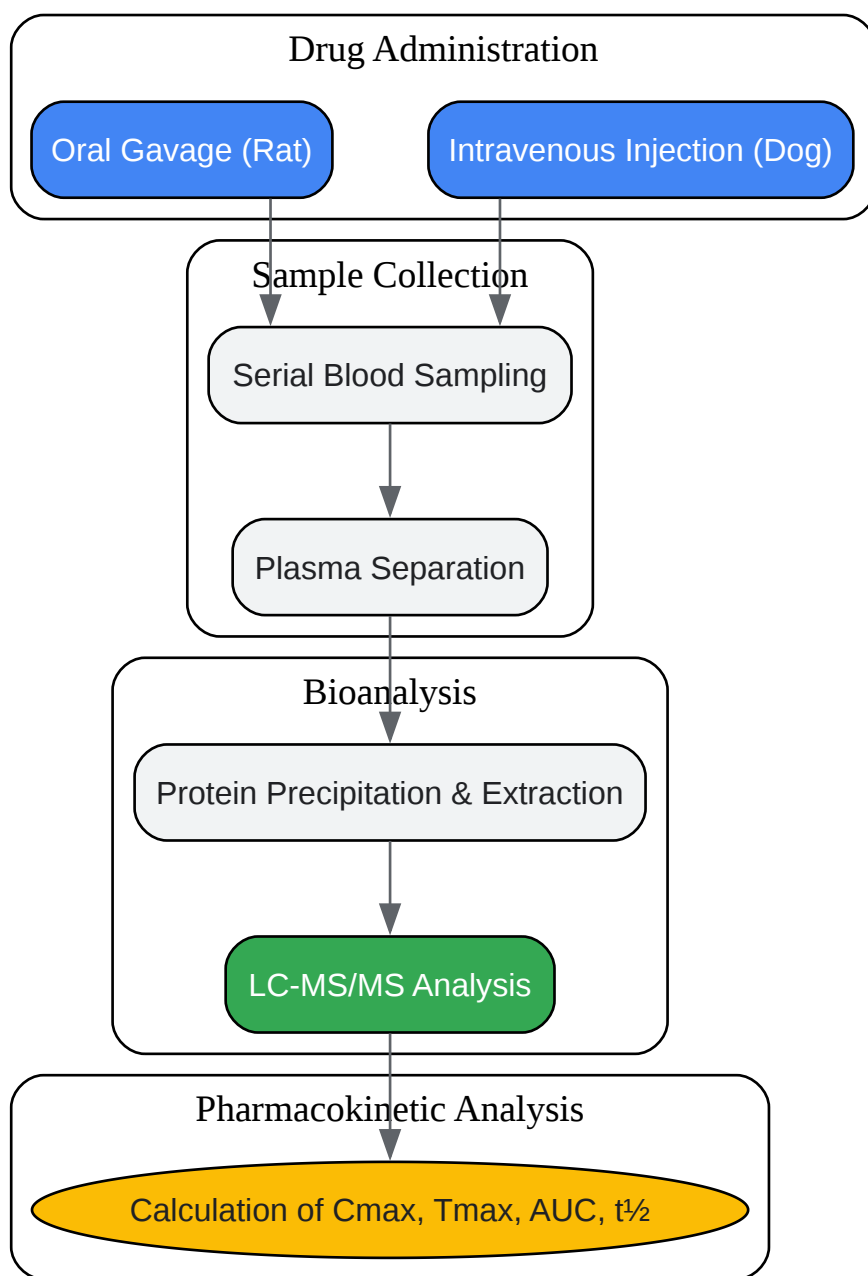 Drug Administration
Oral Gavage (Rat)
Intravenous Injection (Dog)
Sample Collection
Serial Blood Sampling
Plasma Separation
Bioanalysis
Protein Precipitation & Extraction
LC-MS/MS Analysis
Pharmacokinetic Analysis
Calculation of Cmax, Tmax, AUC, t½